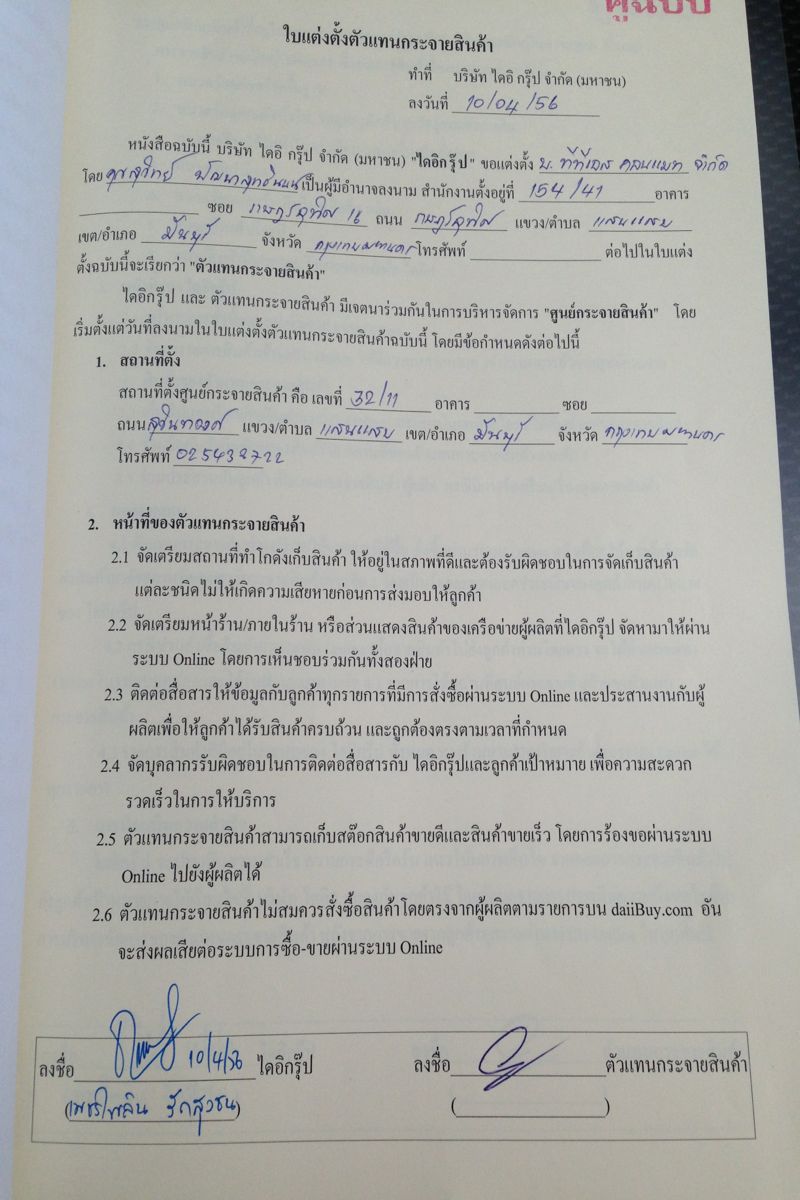 คู่ฉบับ
ใบแต่งตั้งตัวแทนกระจายสินค้า
ทำที่ บริษัท ไดอิ กรุ๊ป จำกัด (มหาชน)
ลงวันที่ 10/04/56
หนังสือฉบับนี้ บริษัท ไดอิ กรุ๊ป จำกัด (มหาชน) "ไดอิกรุ๊ป" ขอแต่งตั้ง บ. จำกัด
โดย เป็นผู้มีอำนาจลงนาม สำนักงานตั้งอยู่ที่ 154/41 อาคาร
ซอย ราษฎร์อุทิศ 16 ถนน ราษฎร์อุทิศ แขวง/ตำบล แสนแสบ
เขต/อำเภอ มีนบุรี จังหวัด กรุงเทพมหานคร โทรศัพท์ ต่อไปในใบแต่ง
ตั้งฉบับนี้จะเรียกว่า "ตัวแทนกระจายสินค้า"
ไดอิกรุ๊ป และ ตัวแทนกระจายสินค้า มีเจตนาร่วมกันในการบริหารจัดการ "ศูนย์กระจายสินค้า" โดย
เริ่มตั้งแต่วันที่ลงนามในใบแต่งตั้งตัวแทนกระจายสินค้าฉบับนี้ โดยมีข้อกำหนดดังต่อไปนี้
1. สถานที่ตั้ง
สถานที่ตั้งศูนย์กระจายสินค้า คือ เลขที่ 32/11 อาคาร ซอย
ถนน สุวินทวงศ์ แขวง/ตำบล แสนแสบ เขต/อำเภอ มีนบุรี จังหวัด กรุงเทพมหานคร
โทรศัพท์ 025439722
2. หน้าที่ของตัวแทนกระจายสินค้า
2.1 จัดเตรียมสถานที่ทำโกดังเก็บสินค้า ให้อยู่ในสภาพที่ดีและต้องรับผิดชอบในการจัดเก็บสินค้า
แต่ละชนิดไม่ให้เกิดความเสียหายก่อนการส่งมอบให้ลูกค้า
2.2 จัดเตรียมหน้าร้าน/ภายในร้าน หรือส่วนแสดงสินค้าของเครือข่ายผู้ผลิตที่ไดอิกรุ๊ป จัดหามาให้ผ่าน
ระบบ Online โดยการเห็นชอบร่วมกันทั้งสองฝ่าย
2.3 ติดต่อสื่อสารให้ข้อมูลกับลูกค้าทุกรายการที่มีการสั่งซื้อผ่านระบบ Online และประสานงานกับผู้
ผลิตเพื่อให้ลูกค้าได้รับสินค้าครบถ้วน และถูกต้องตรงตามเวลาที่กำหนด
2.4 จัดบุคลากรรับผิดชอบในการติดต่อสื่อสารกับ ไดอิกรุ๊ปและลูกค้าเป้าหมาาย เพื่อความสะดวก
รวดเร็วในการให้บริการ
2.5 ตัวแทนกระจายสินค้าสามารถเก็บสต๊อกสินค้าขายดีและสินค้าขายเร็ว โดยการร้องขอผ่านระบบ
Online ไปยังผู้ผลิตได้
2.6 ตัวแทนกระจายสินค้าไม่สมควรสั่งซื้อสินค้าโดยตรงจากผู้ผลิตตามรายการบน daiiBuy.com อัน
จะส่งผลเสียต่อระบบการซื้อ-ขายผ่านระบบ Online
ลงชื่อ 10/4/56 ไดอิกรุ๊ป ลงชื่อ ตัวแทนกระจายสินค้า
(เพชรไพลิน รักสุวชน) ( )